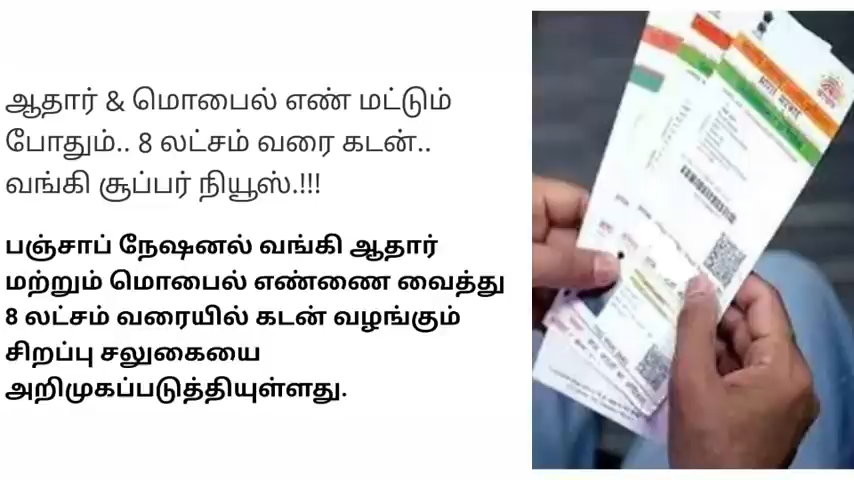 ஆதார் & மொபைல் எண் மட்டும்
போதும்.. 8 லட்சம் வரை கடன்..
வங்கி சூப்பர் நியூஸ்.!!!
பஞ்சாப் நேஷனல் வங்கி ஆதார்
மற்றும் மொபைல் எண்ணை வைத்து
8 லட்சம் வரையில் கடன் வழங்கும்
சிறப்பு சலுகையை
அறிமுகப்படுத்தியுள்ளது.